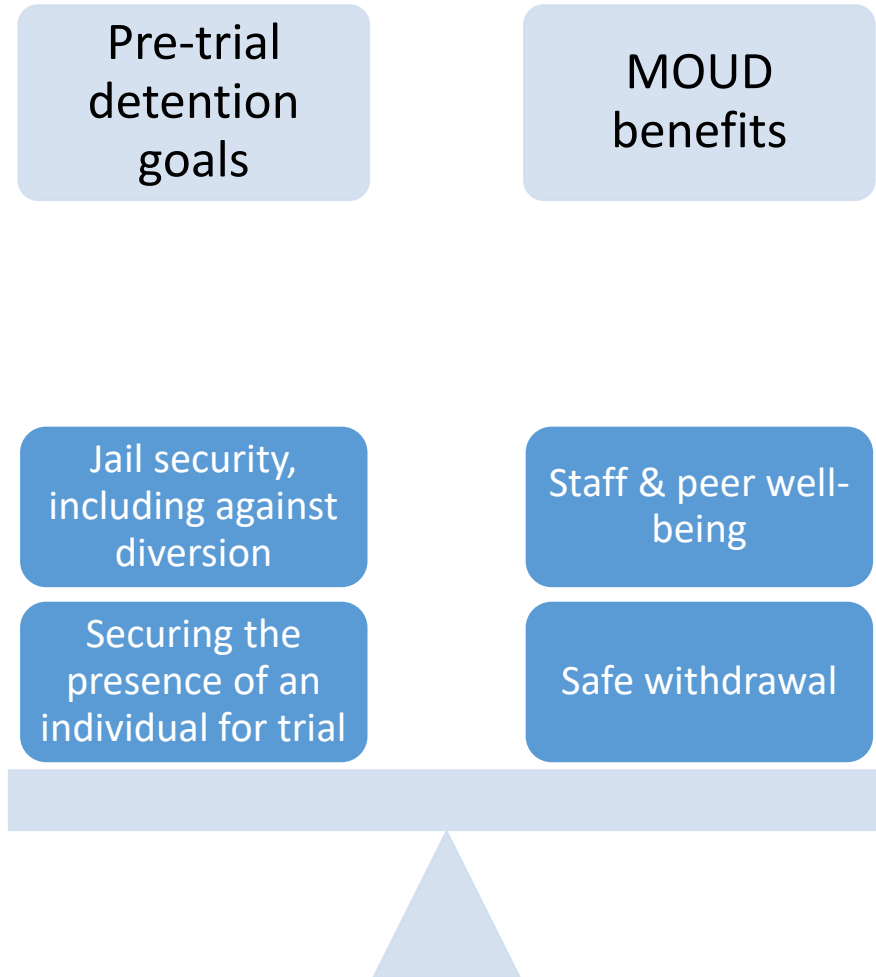 Pre-trial
detention
goals
MOUD
benefits
Jail security,
including against
diversion
Staff & peer well-
being
Securing the
presence of an
individual for trial
Safe withdrawal